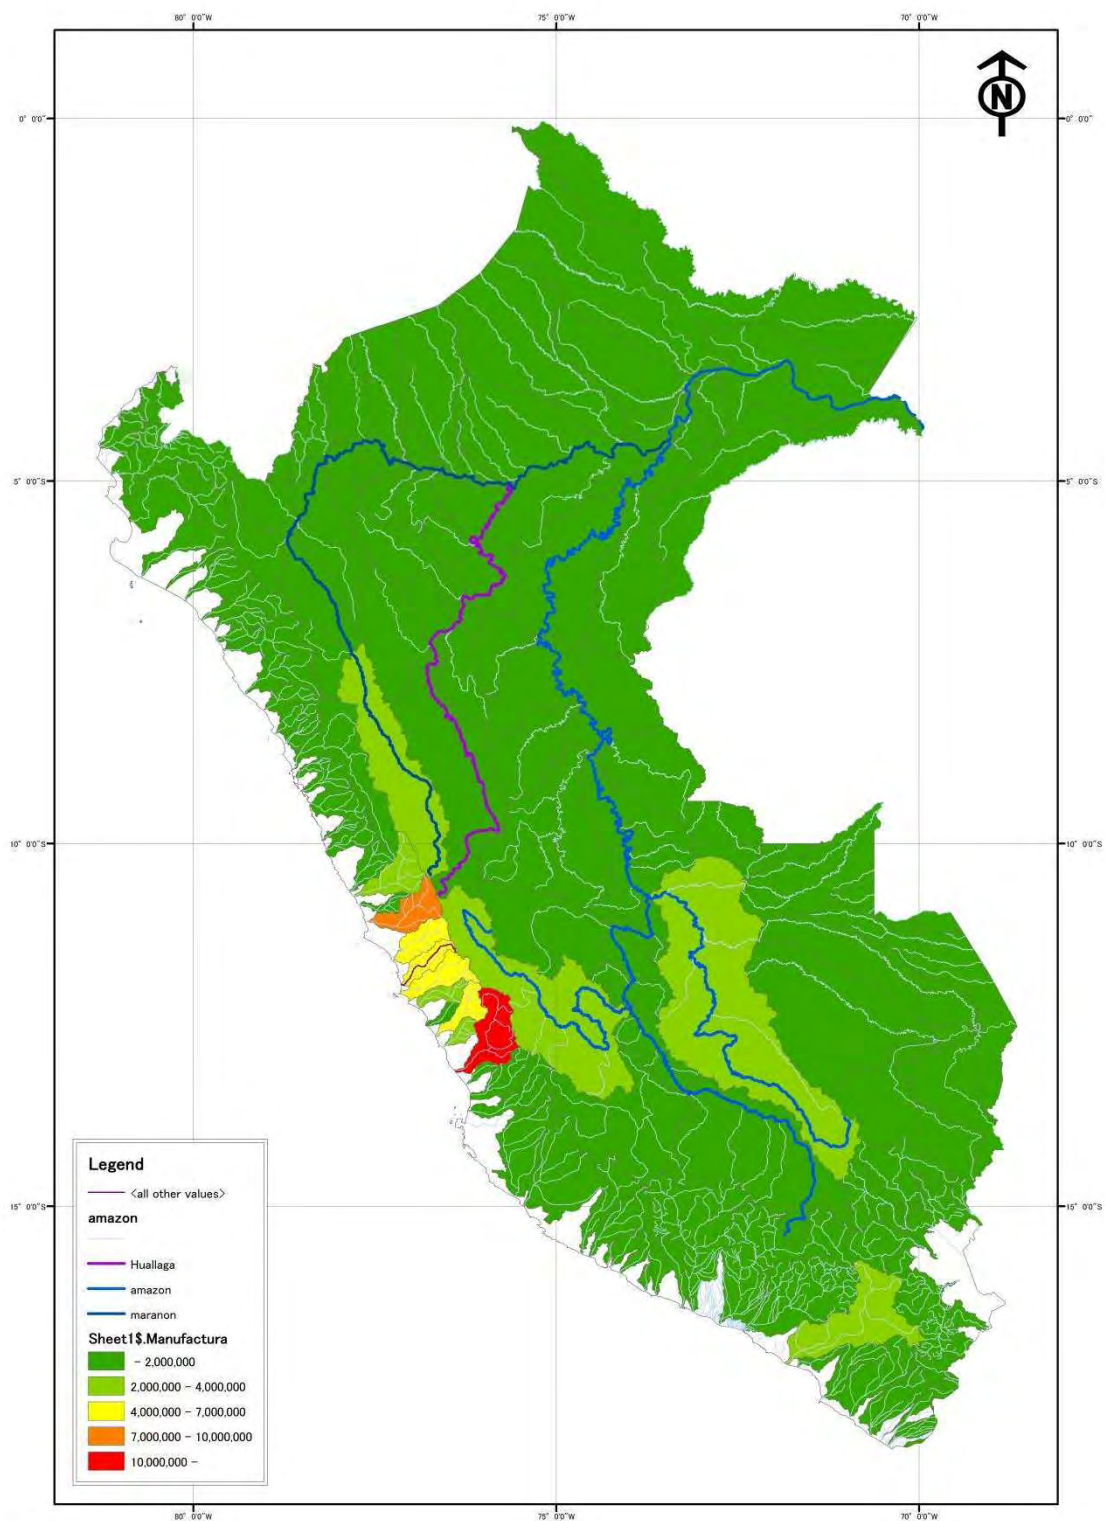 80° 0'0"W 75° 0'0"W 70° 0'0"W
N
0° 0'0" 0° 0'0"
5° 0'0"S 5° 0'0"S
10° 0'0"S 10° 0'0"S
15° 0'0"S 15° 0'0"S
Legend
<all other values>
amazon
Huallaga
amazon
maranon
Sheet1$.Manufactura
- 2,000,000
2,000,000 - 4,000,000
4,000,000 - 7,000,000
7,000,000 - 10,000,000
10,000,000 -
80° 0'0"W 75° 0'0"W 70° 0'0"W